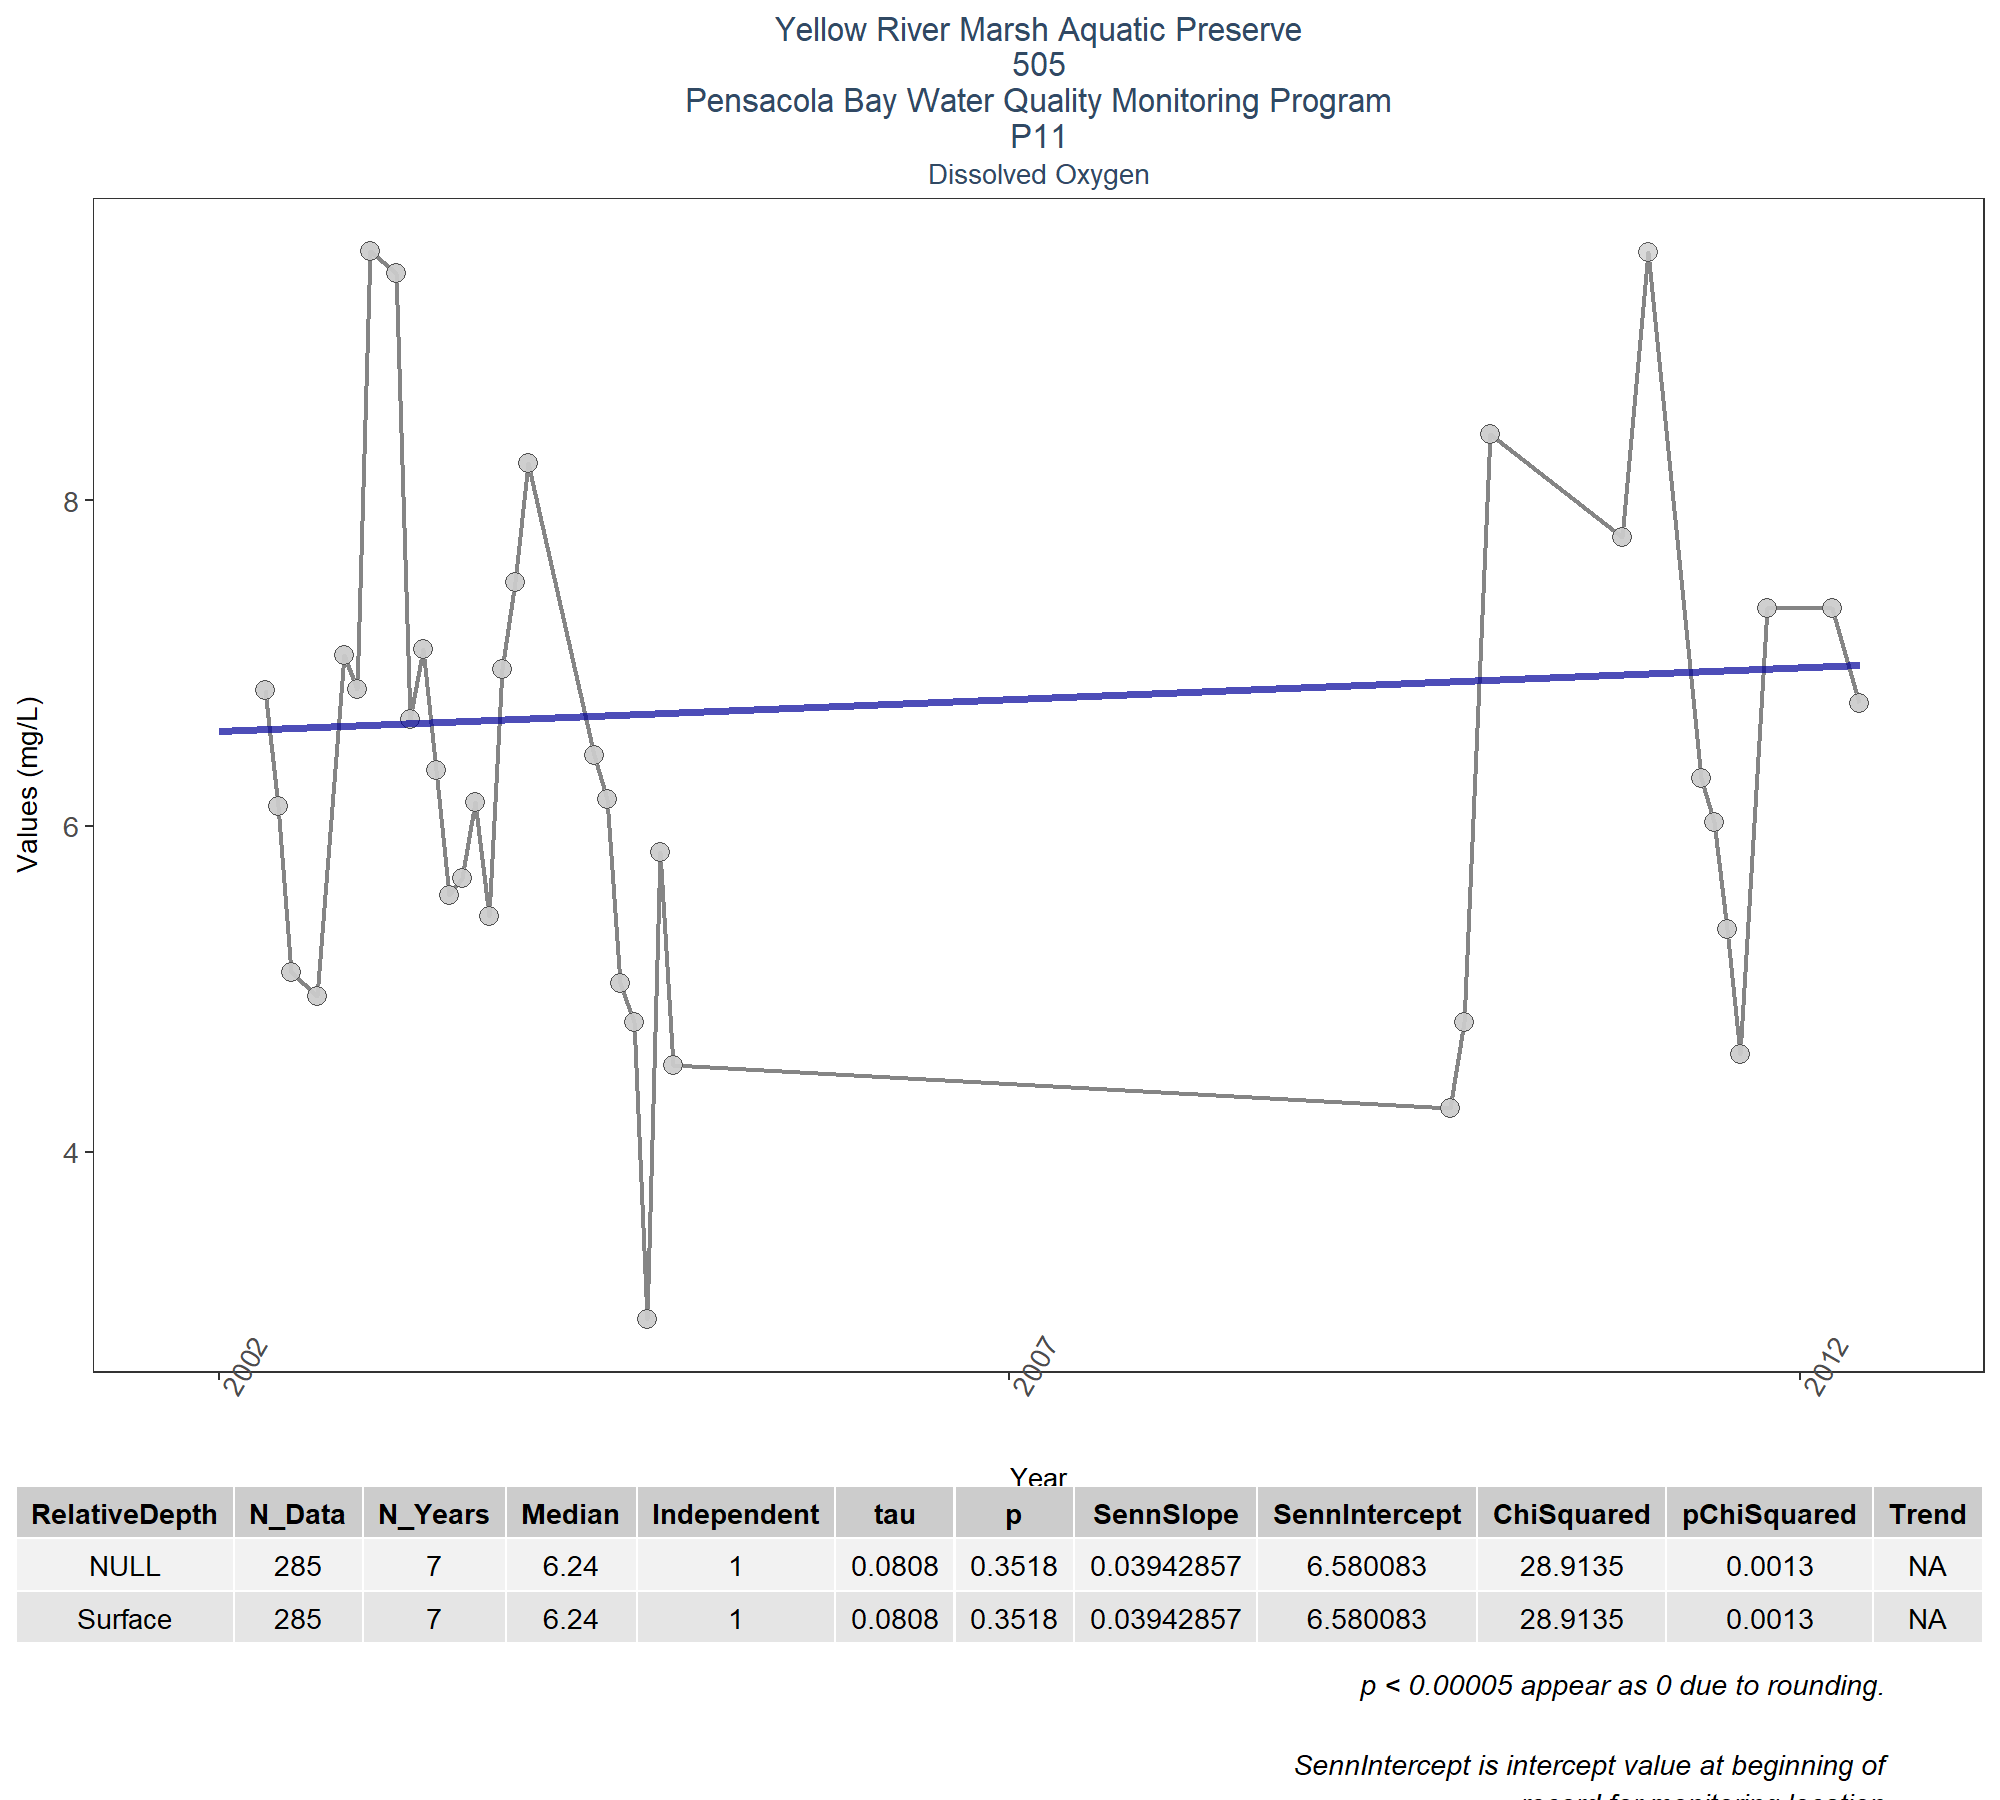 Yellow River Marsh Aquatic Preserve
505
Pensacola Bay Water Quality Monitoring Program
P11
Dissolved Oxygen
Values (mg/L)
8
6
4
2002
2007
2012
Year
RelativeDepth N_Data N_Years Median Independent tau p SennSlope SennIntercept ChiSquared pChiSquared Trend
NULL 285 7 6.24 1 0.0808 0.3518 0.03942857 6.580083 28.9135 0.0013 NA
Surface 285 7 6.24 1 0.0808 0.3518 0.03942857 6.580083 28.9135 0.0013 NA
p < 0.00005 appear as 0 due to rounding.
SennIntercept is intercept value at beginning of
record for monitoring location